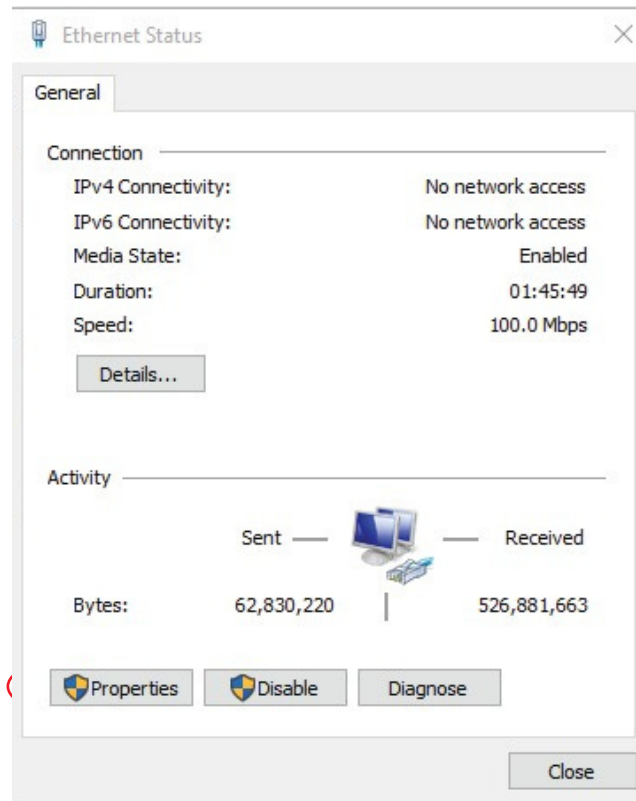 Ethernet Status
General
Connection
IPv4 Connectivity: No network access
IPv6 Connectivity: No network access
Media State: Enabled
Duration: 01:45:49
Speed: 100.0 Mbps
Details...
Activity
Sent Received
Bytes: 62,830,220 526,881,663
Properties Disable Diagnose
Close